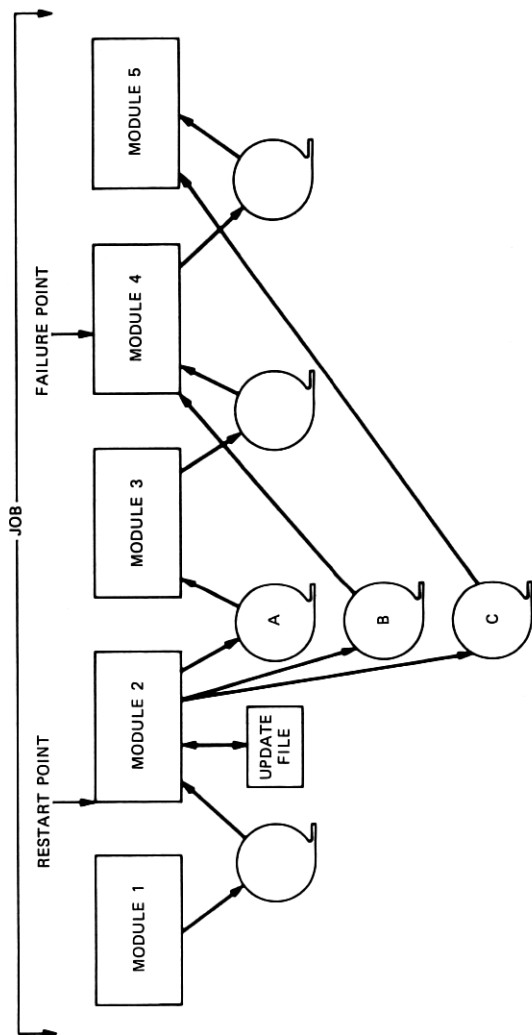 JOB
RESTART POINT
FAILURE POINT
MODULE 1
MODULE 2
MODULE 3
MODULE 4
MODULE 5
UPDATE
FILE
A
B
C